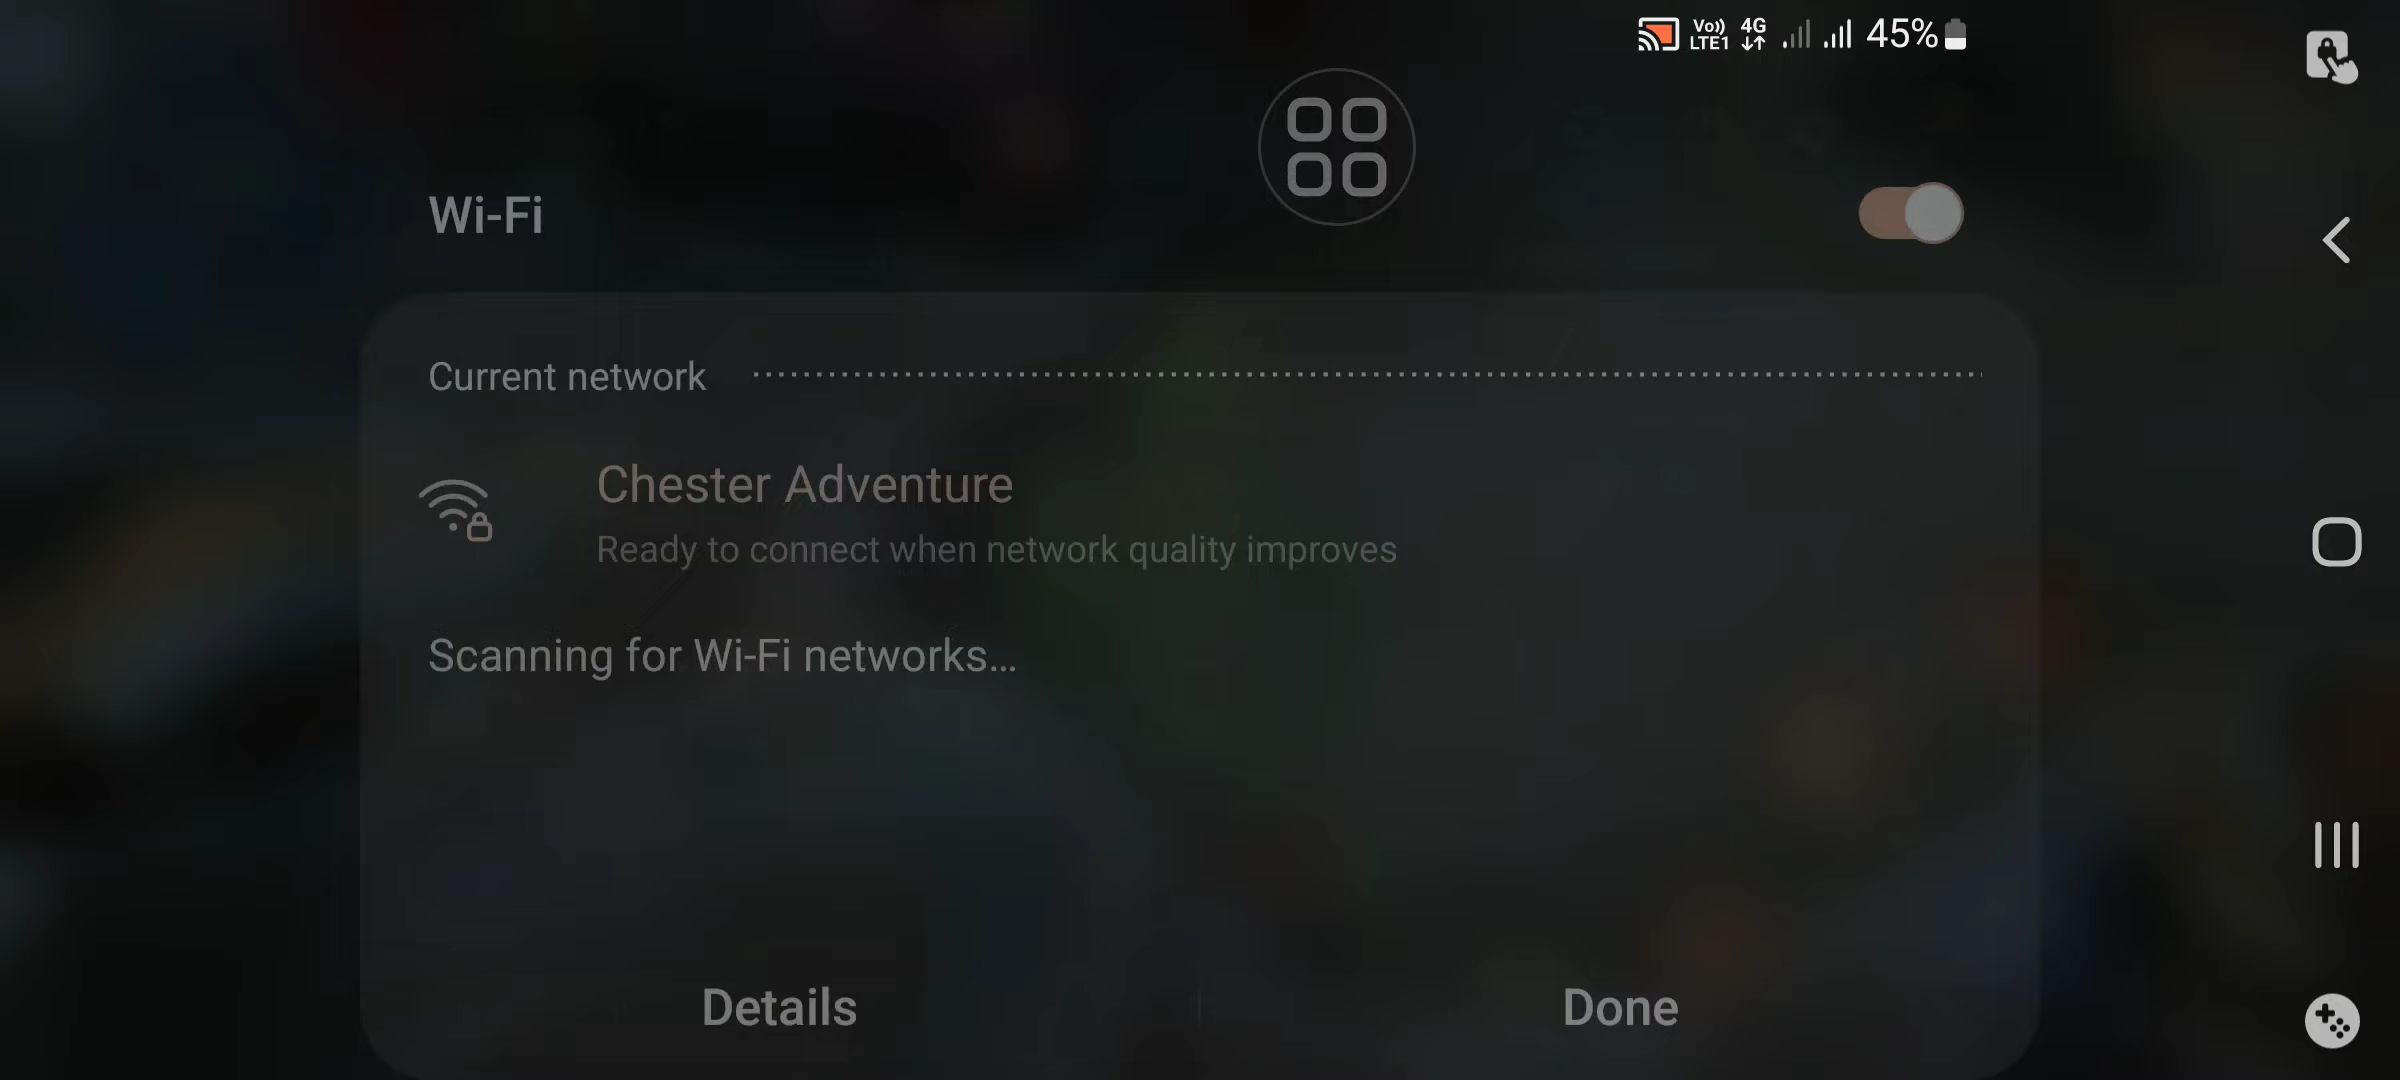 Vo)) LTE1 4G 45%
Wi-Fi
Current network
Chester Adventure
Ready to connect when network quality improves
Scanning for Wi-Fi networks...
Details
Done